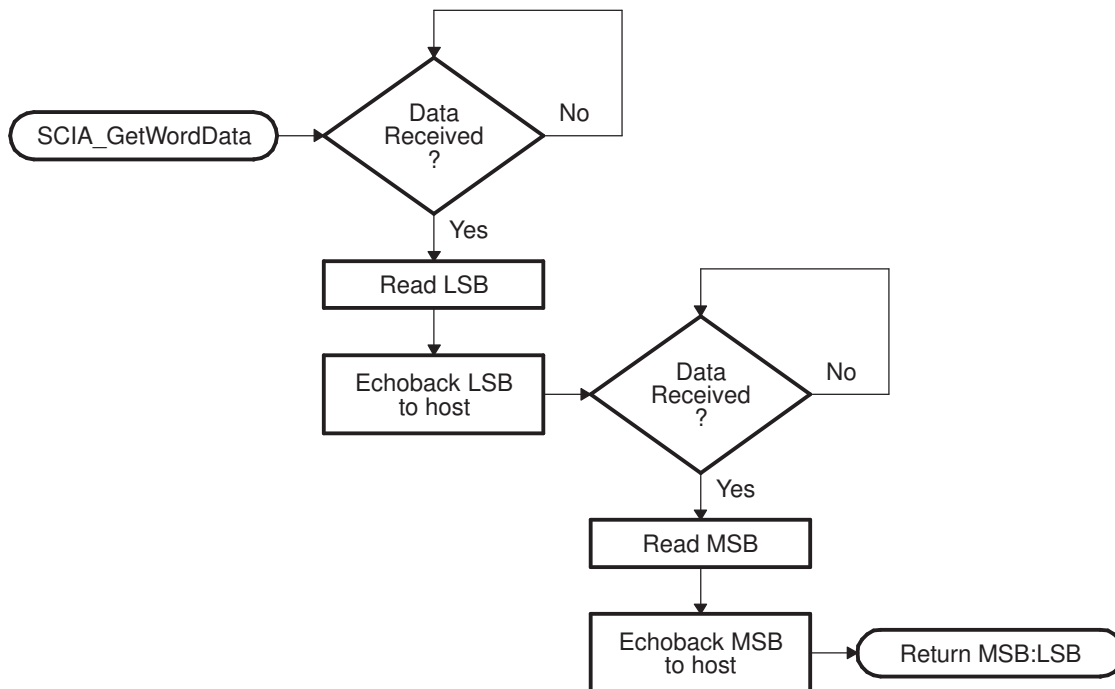 SCIA_GetWordData
Data
Received
?
No
Yes
Read LSB
Echoback LSB
to host
Data
Received
?
No
Yes
Read MSB
Echoback MSB
to host
Return MSB:LSB